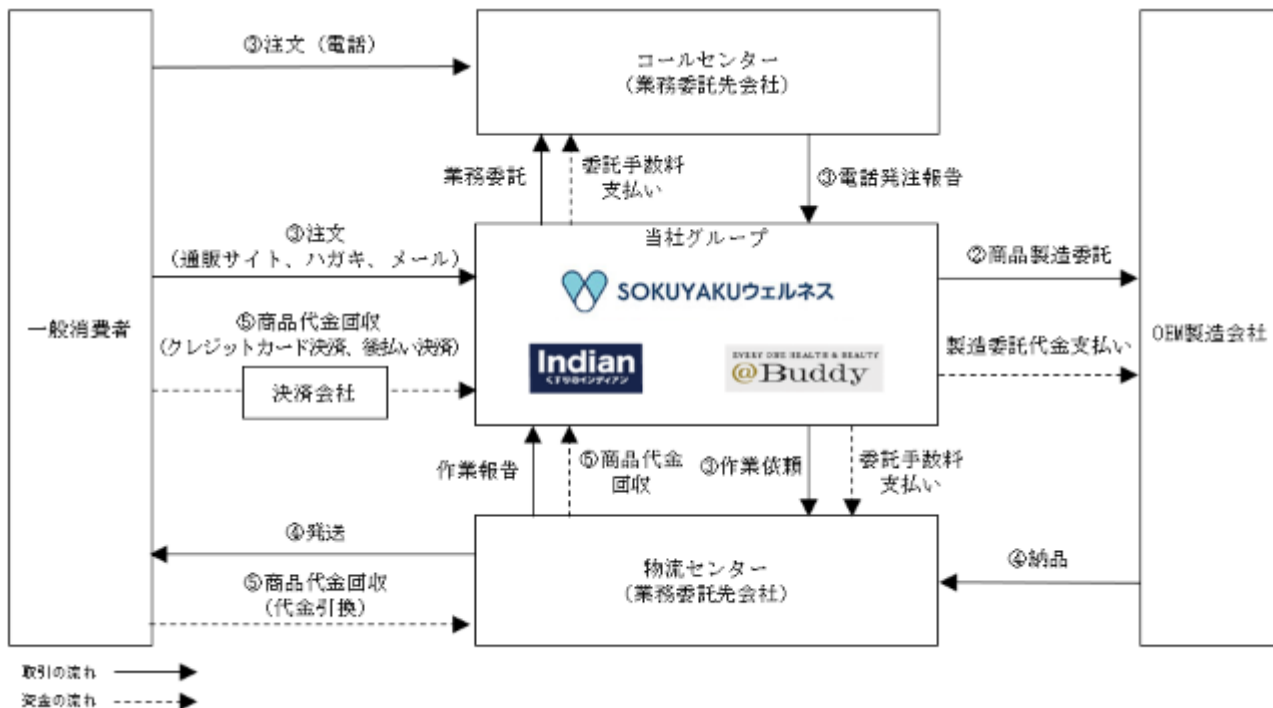 ③注文（電話）
コールセンター
（業務委託先会社）
業務委託
委託手数料
支払い
③電話発注報告
③注文
（通販サイト、ハガキ、メール）
当社グループ
SOKUYAKUウェルネス
②商品製造委託
一般消費者
⑤商品代金回収
（クレジットカード決済、後払い決済）
決済会社
Indian
くすりのインディアン
EVERY ONE HEALTH & BEAUTY
@Buddy
製造委託代金支払い
OEM製造会社
作業報告
⑤商品代金
回収
③作業依頼
委託手数料
支払い
④発送
⑤商品代金回収
（代金引換）
物流センター
（業務委託先会社）
④納品
取引の流れ
資金の流れ